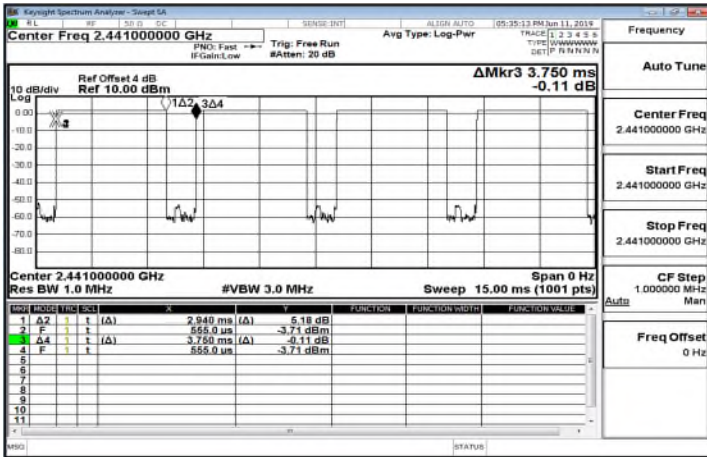 Keysight Spectrum Analyzer - Swept SA
RL RF 50 Ω DC SENSE:INT ALIGN AUTO 05:35:13 PM Jun 11, 2019
Center Freq 2.441000000 GHz
PNO: Fast
IFGain:Low
Trig: Free Run
#Atten: 20 dB
Avg Type: Log-Pwr
TRACE 1 2 3 4 5 6
TYPE WWWWWW
DET P N N N N N
Frequency
Ref Offset 4 dB
Ref 10.00 dBm
ΔMkr3 3.750 ms
-0.11 dB
10 dB/div
Log
1Δ2
3Δ4
0.00
-10.0
-20.0
-30.0
-40.0
-50.0
-60.0
-70.0
-80.0
Center 2.441000000 GHz
Span 0 Hz
Res BW 1.0 MHz
#VBW 3.0 MHz
Sweep 15.00 ms (1001 pts)
MKR MODE TRC SCL X Y FUNCTION FUNCTION WIDTH FUNCTION VALUE
1 Δ2 1 t (Δ) 2.940 ms (Δ) 5.18 dB
2 F 1 t 555.0 us -3.71 dBm
3 Δ4 1 t (Δ) 3.750 ms (Δ) -0.11 dB
4 F 1 t 555.0 us -3.71 dBm
5
6
7
8
9
10
11
MSG
STATUS
Auto Tune
Center Freq
2.441000000 GHz
Start Freq
2.441000000 GHz
Stop Freq
2.441000000 GHz
CF Step
1.000000 MHz
Auto Man
Freq Offset
0 Hz